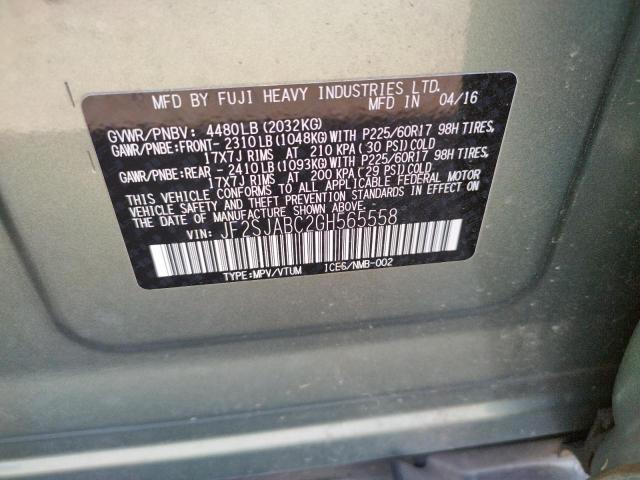 MFD BY FUJI HEAVY INDUSTRIES LTD.
MFD IN 04/16
GVWR/PNBV: 4480LB(2032KG)
GAWR/PNBE:FRONT- 2310LB(1048KG)WITH P225/60R17 98H TIRES,
17X7J RIMS AT 210 KPA(30 PSI)COLD
GAWR/PNBE:REAR - 2410LB(1093KG)WITH P225/60R17 98H TIRES,
17X7J RIMS AT 200 KPA(29 PSI)COLD
THIS VEHICLE CONFORMS TO ALL APPLICABLE FEDERAL MOTOR
VEHICLE SAFETY AND THEFT PREVENTION STANDARDS IN
EFFECT ON THE DATE OF MANUFACTURE SHOWN ABOVE.
VIN: JF2SJABC2GH565558
TYPE:MPV/VTUM ICES/NMB-002